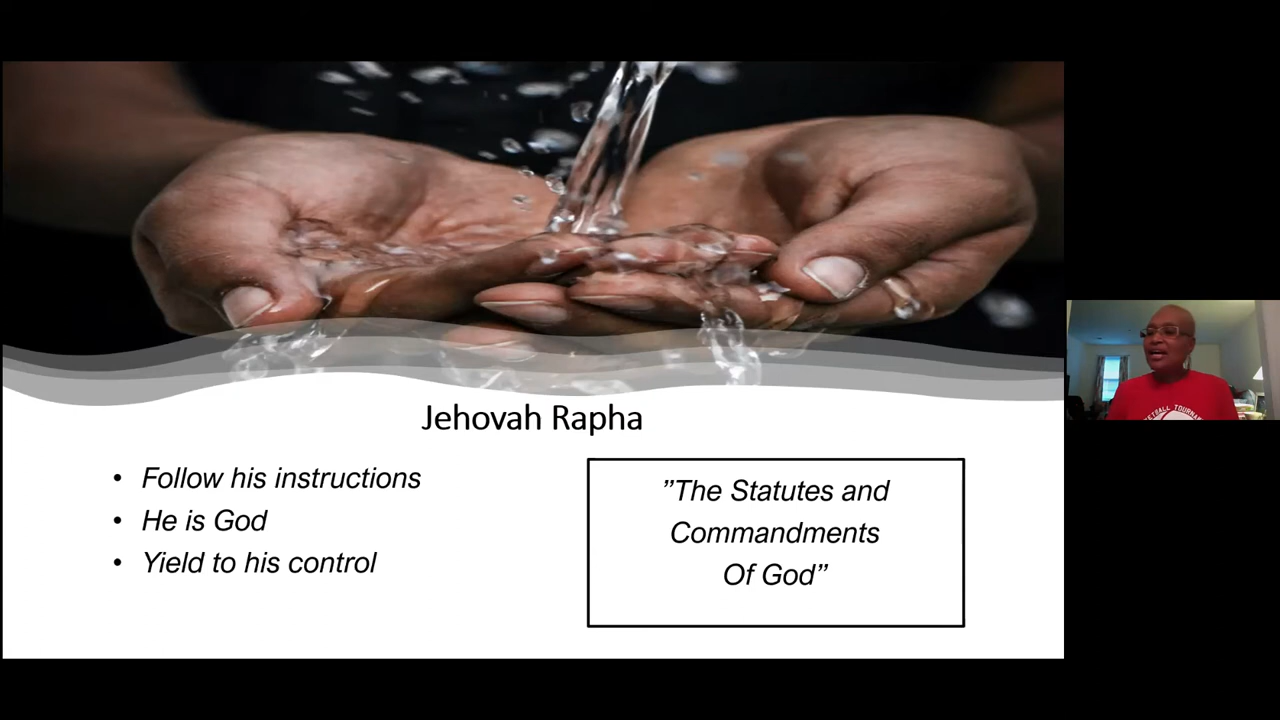 Jehovah Rapha
• Follow his instructions
• He is God
• Yield to his control
”The Statutes and
Commandments
Of God”